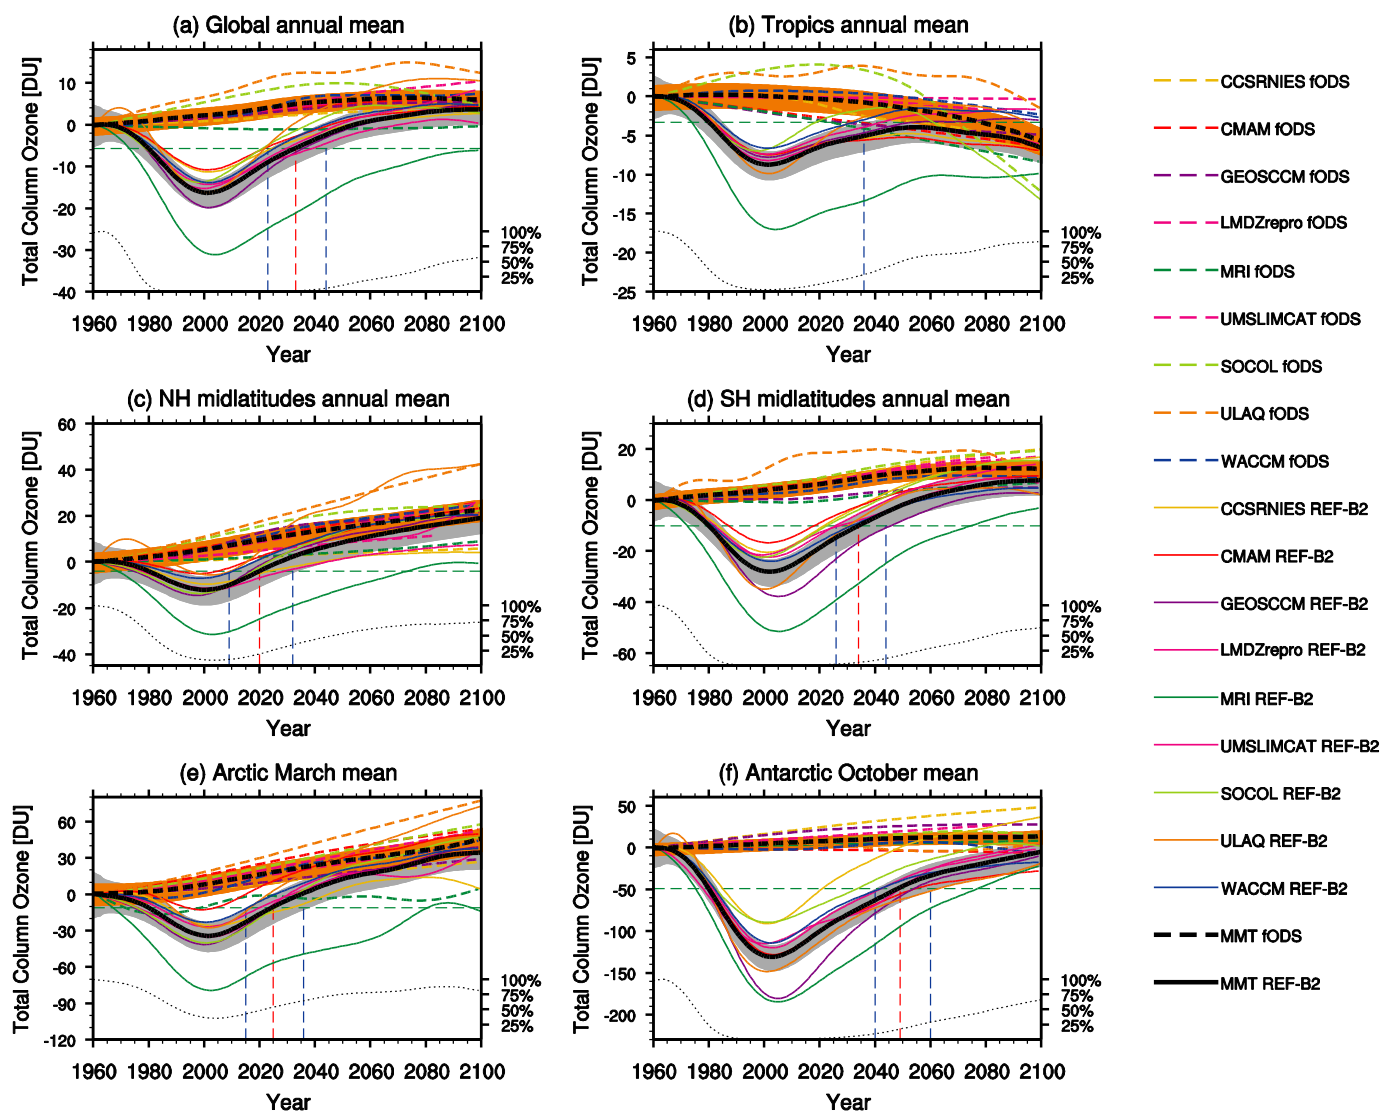 (a) Global annual mean
Total Column Ozone [DU]
10
0
-10
-20
-30
-40
100%
75%
50%
25%
1960 1980 2000 2020 2040 2060 2080 2100
Year
(b) Tropics annual mean
Total Column Ozone [DU]
5
0
-5
-10
-15
-20
-25
100%
75%
50%
25%
1960 1980 2000 2020 2040 2060 2080 2100
Year
(c) NH midlatitudes annual mean
Total Column Ozone [DU]
60
40
20
0
-20
-40
100%
75%
50%
25%
1960 1980 2000 2020 2040 2060 2080 2100
Year
(d) SH midlatitudes annual mean
Total Column Ozone [DU]
20
0
-20
-40
-60
100%
75%
50%
25%
1960 1980 2000 2020 2040 2060 2080 2100
Year
(e) Arctic March mean
Total Column Ozone [DU]
60
30
0
-30
-60
-90
-120
100%
75%
50%
25%
1960 1980 2000 2020 2040 2060 2080 2100
Year
(f) Antarctic October mean
Total Column Ozone [DU]
50
0
-50
-100
-150
-200
100%
75%
50%
25%
1960 1980 2000 2020 2040 2060 2080 2100
Year
CCSRNIES fODS
CMAM fODS
GEOSCCM fODS
LMDZrepro fODS
MRI fODS
UMSLIMCAT fODS
SOCOL fODS
ULAQ fODS
WACCM fODS
CCSRNIES REF-B2
CMAM REF-B2
GEOSCCM REF-B2
LMDZrepro REF-B2
MRI REF-B2
UMSLIMCAT REF-B2
SOCOL REF-B2
ULAQ REF-B2
WACCM REF-B2
MMT fODS
MMT REF-B2